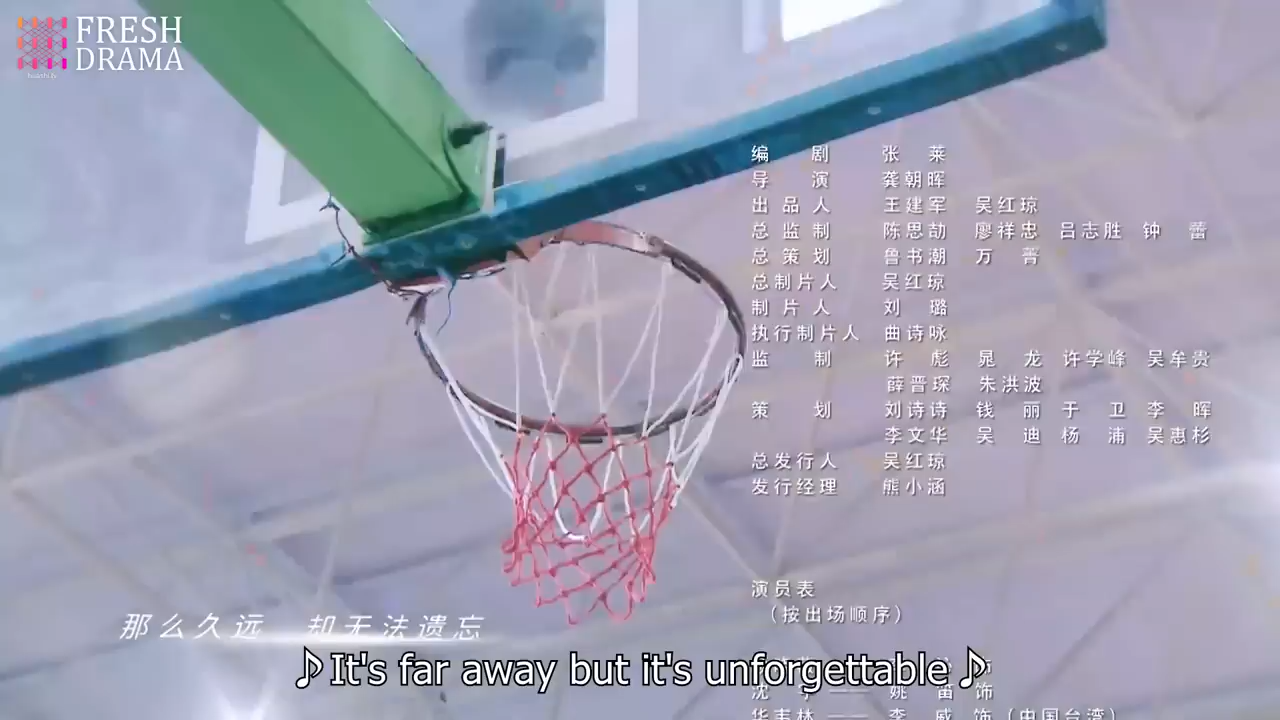 FRESH
DRAMA
编 剧 张 莱
导 演 龚朝晖
出 品 人 王建军 吴红琼
总 监 制 陈思劼 廖祥忠 吕志胜 钟 蕾
总 策 划 鲁书潮 万 菁
总制片人 吴红琼
制 片 人 刘 璐
执行制片人 曲诗咏
监 制 许 彪 晁 龙 许学峰 吴牟贵
薛晋琛 朱洪波
策 划 刘诗诗 钱 丽 于 卫 李 晖
李文华 吴 迪 杨 浦 吴惠杉
总发行人 吴红琼
发行经理 熊小涵
演员表
（按出场顺序）
那么久远 却无法遗忘
♪It's far away but it's unforgettable♪
沈 —— 姚 笛 饰
华韦林 —— 李 威 饰（中国台湾）